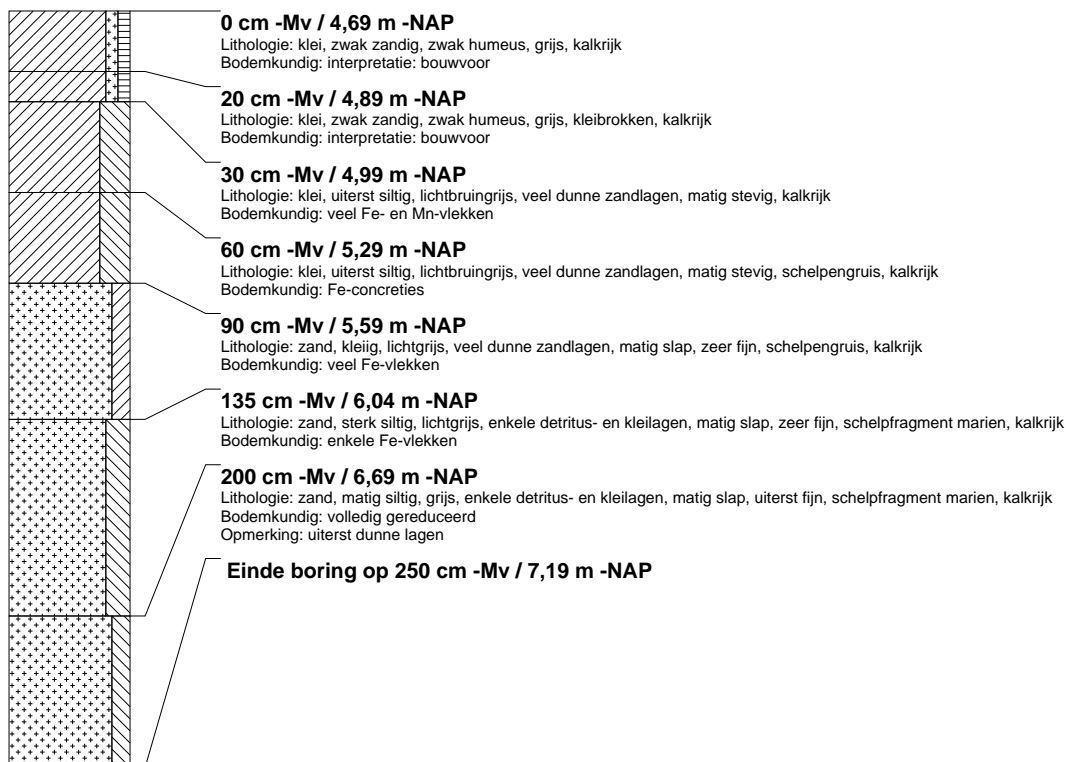 0 cm -Mv / 4,69 m -NAP
Lithologie: klei, zwak zandig, zwak humeus, grijs, kalkrijk
Bodemkundig: interpretatie: bouwvoor
20 cm -Mv / 4,89 m -NAP
Lithologie: klei, zwak zandig, zwak humeus, grijs, kleibrokken, kalkrijk
Bodemkundig: interpretatie: bouwvoor
30 cm -Mv / 4,99 m -NAP
Lithologie: klei, uiterst siltig, lichtbruingrijs, veel dunne zandlagen, matig stevig, kalkrijk
Bodemkundig: veel Fe- en Mn-vlekken
60 cm -Mv / 5,29 m -NAP
Lithologie: klei, uiterst siltig, lichtbruingrijs, veel dunne zandlagen, matig stevig, schelpengruis, kalkrijk
Bodemkundig: Fe-concreties
90 cm -Mv / 5,59 m -NAP
Lithologie: zand, kleiig, lichtgrijs, veel dunne zandlagen, matig slap, zeer fijn, schelpengruis, kalkrijk
Bodemkundig: veel Fe-vlekken
135 cm -Mv / 6,04 m -NAP
Lithologie: zand, sterk siltig, lichtgrijs, enkele detritus- en kleilagen, matig slap, zeer fijn, schelpfragment marien, kalkrijk
Bodemkundig: enkele Fe-vlekken
200 cm -Mv / 6,69 m -NAP
Lithologie: zand, matig siltig, grijs, enkele detritus- en kleilagen, matig slap, uiterst fijn, schelpfragment marien, kalkrijk
Bodemkundig: volledig gereduceerd
Opmerking: uiterst dunne lagen
Einde boring op 250 cm -Mv / 7,19 m -NAP